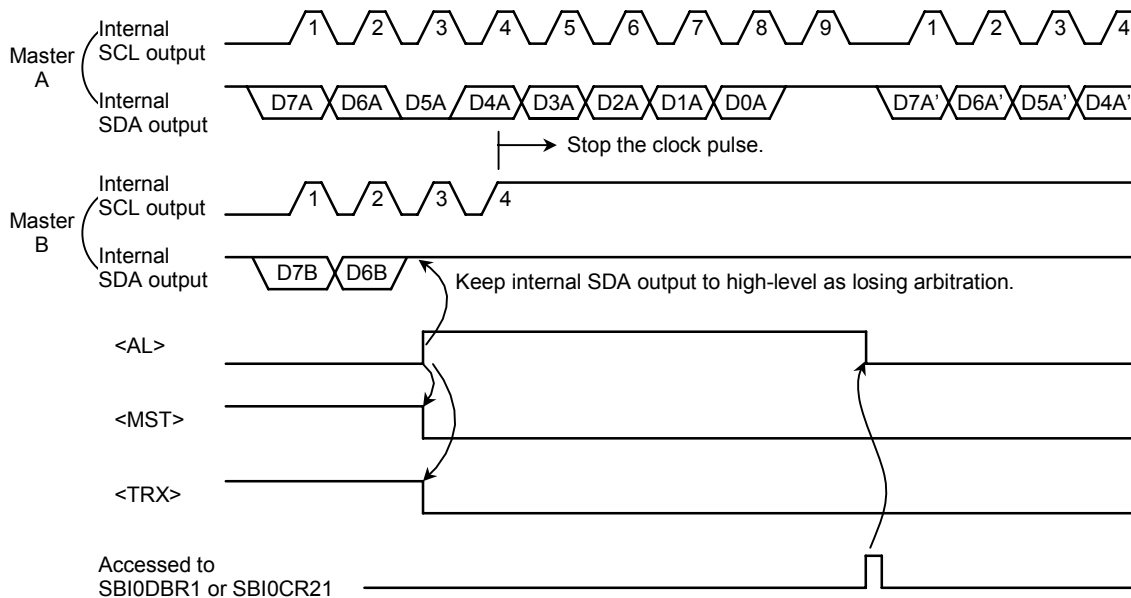 Master A
Internal SCL output
1 2 3 4 5 6 7 8 9 1 2 3 4
Internal SDA output
D7A D6A D5A D4A D3A D2A D1A D0A D7A' D6A' D5A' D4A'
Stop the clock pulse.
Master B
Internal SCL output
1 2 3 4
Internal SDA output
D7B D6B
Keep internal SDA output to high-level as losing arbitration.
<AL>
<MST>
<TRX>
Accessed to
SBI0DBR1 or SBI0CR21